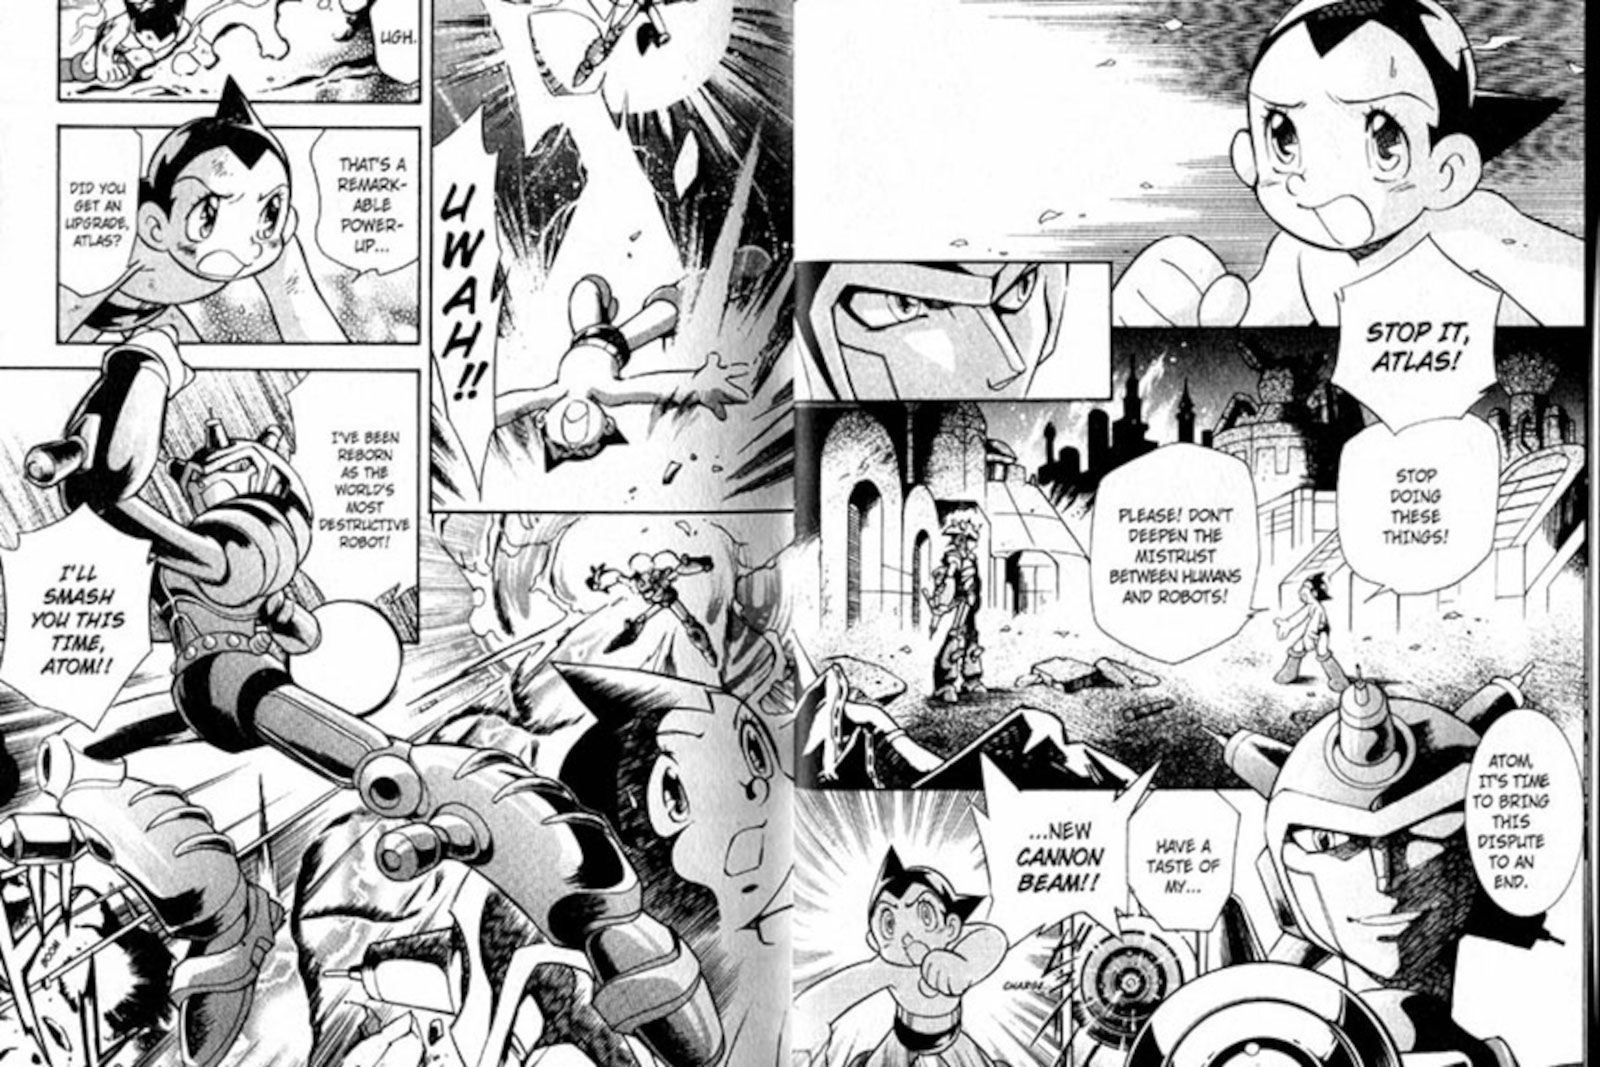 STOP IT,
ATLAS!
STOP
DOING
THESE
THINGS!
PLEASE! DON'T
DEEPEN THE
MISTRUST
BETWEEN HUMANS
AND ROBOTS!
ATOM,
IT'S TIME
TO BRING
THIS
DISPUTE
TO AN
END.
HAVE A
TASTE OF
MY...
...NEW
CANNON
BEAM!!
CHARGE
UWAH!!
UGH.
THAT'S A
REMARK-
ABLE
POWER-
UP...
DID YOU
GET AN
UPGRADE,
ATLAS?
I'VE BEEN
REBORN
AS THE
WORLD'S
MOST
DESTRUCTIVE
ROBOT!
I'LL
SMASH
YOU THIS
TIME,
ATOM!!
BOOM